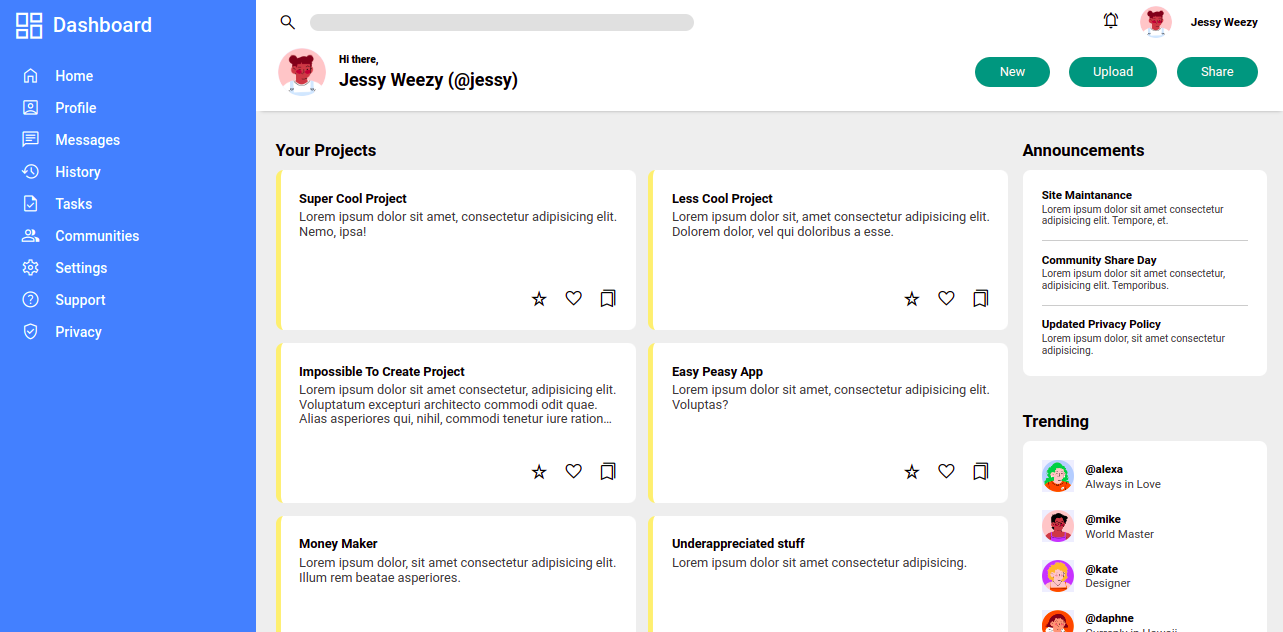 Dashboard
Home
Profile
Messages
History
Tasks
Communities
Settings
Support
Privacy
Jessy Weezy
Hi there,
Jessy Weezy (@jessy)
New
Upload
Share
Your Projects
Super Cool Project
Lorem ipsum dolor sit amet, consectetur adipisicing elit.
Nemo, ipsa!
Less Cool Project
Lorem ipsum dolor sit, amet consectetur adipisicing elit.
Dolorem dolor, vel qui doloribus a esse.
Impossible To Create Project
Lorem ipsum dolor sit amet consectetur, adipisicing elit.
Voluptatum excepturi architecto commodi odit quae.
Alias asperiores qui, nihil, commodi tenetur iure ration…
Easy Peasy App
Lorem ipsum dolor sit amet, consectetur adipisicing elit.
Voluptas?
Money Maker
Lorem ipsum dolor, sit amet consectetur adipisicing elit.
Illum rem beatae asperiores.
Underappreciated stuff
Lorem ipsum dolor sit amet consectetur adipisicing.
Announcements
Site Maintanance
Lorem ipsum dolor sit amet consectetur
adipisicing elit. Tempore, et.
Community Share Day
Lorem ipsum dolor sit amet consectetur,
adipisicing elit. Temporibus.
Updated Privacy Policy
Lorem ipsum dolor, sit amet consectetur
adipisicing.
Trending
@alexa
Always in Love
@mike
World Master
@kate
Designer
@daphne